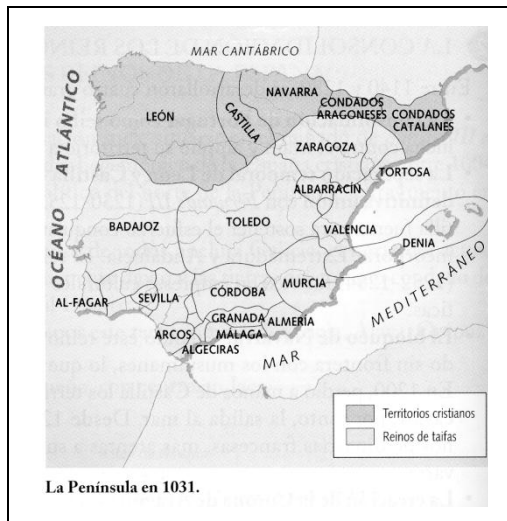 MAR CANTÁBRICO
OCÉANO ATLÁNTICO
LEÓN
CASTILLA
NAVARRA
CONDADOS
ARAGONESES
CONDADOS
CATALANES
ZARAGOZA
TORTOSA
ALBARRACÍN
BADAJOZ
TOLEDO
VALENCIA
DENIA
MURCIA
AL-FAGAR
SEVILLA
CÓRDOBA
GRANADA
ALMERÍA
ARCOS
MÁLAGA
ALGECIRAS
MAR MEDITERRÁNEO
Territorios cristianos
Reinos de taifas
La Península en 1031.